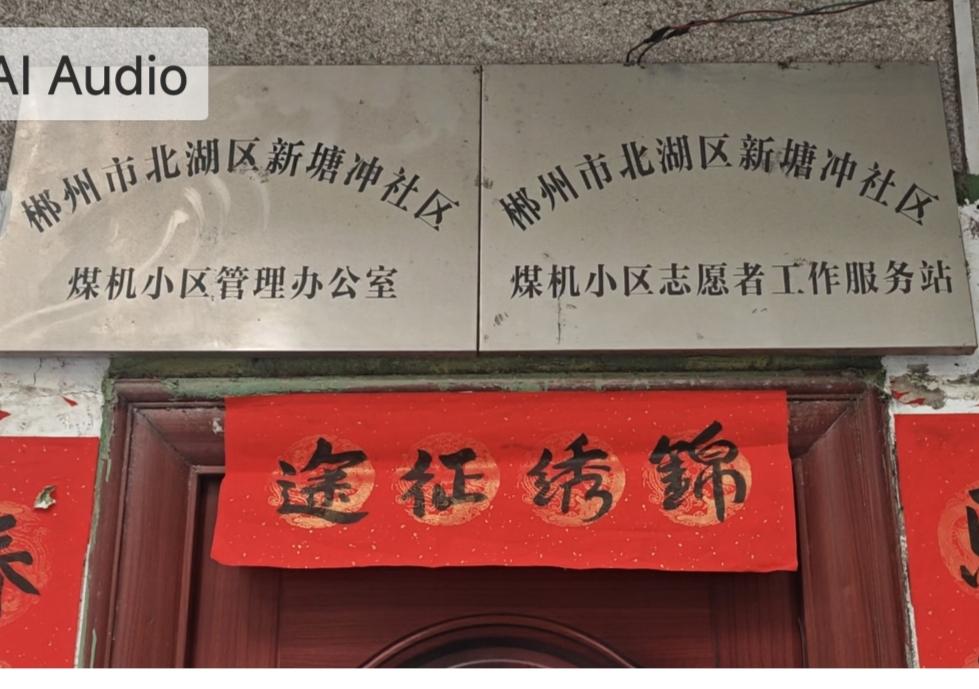 AI Audio
郴州市北湖区新塘冲社区
煤机小区管理办公室
郴州市北湖区新塘冲社区
煤机小区志愿者工作服务站
途征绣錦